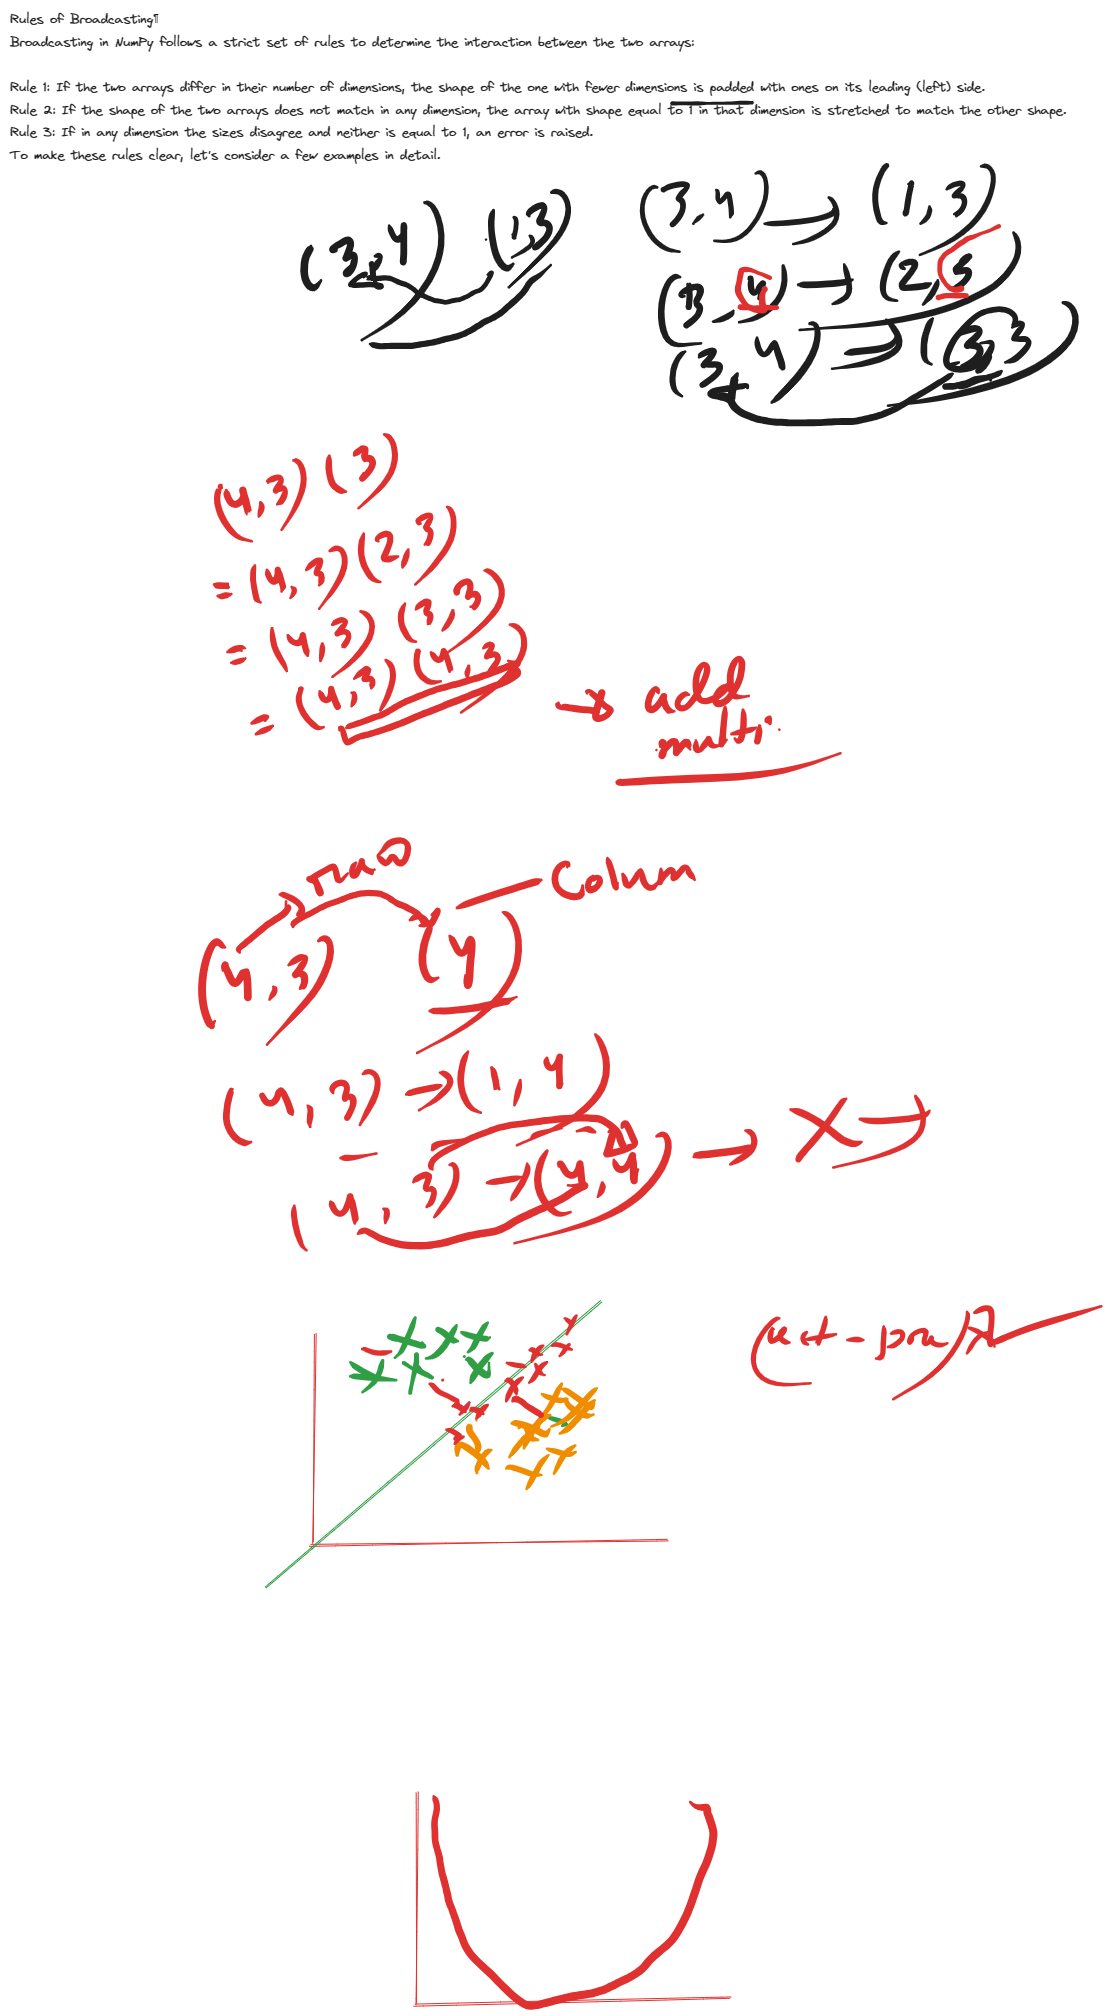 Rules of Broadcasting¶
Broadcasting in NumPy follows a strict set of rules to determine the interaction between the two arrays:
Rule 1: If the two arrays differ in their number of dimensions, the shape of the one with fewer dimensions is padded with ones on its leading (left) side.
Rule 2: If the shape of the two arrays does not match in any dimension, the array with shape equal to 1 in that dimension is stretched to match the other shape.
Rule 3: If in any dimension the sizes disagree and neither is equal to 1, an error is raised.
To make these rules clear, let's consider a few examples in detail.
(3,4) (1,3)
(3,4) → (1,3)
(3,4) → (2,3)
(3,4) → (3,3)
(4,3) (3)
= (4,3) (2,3)
= (4,3) (3,3)
= (4,3) (4,3) → add
multi.
raw
Colum
(4,3) (4)
(4,3) → (1,4)
(4,3) → (4,4) → X